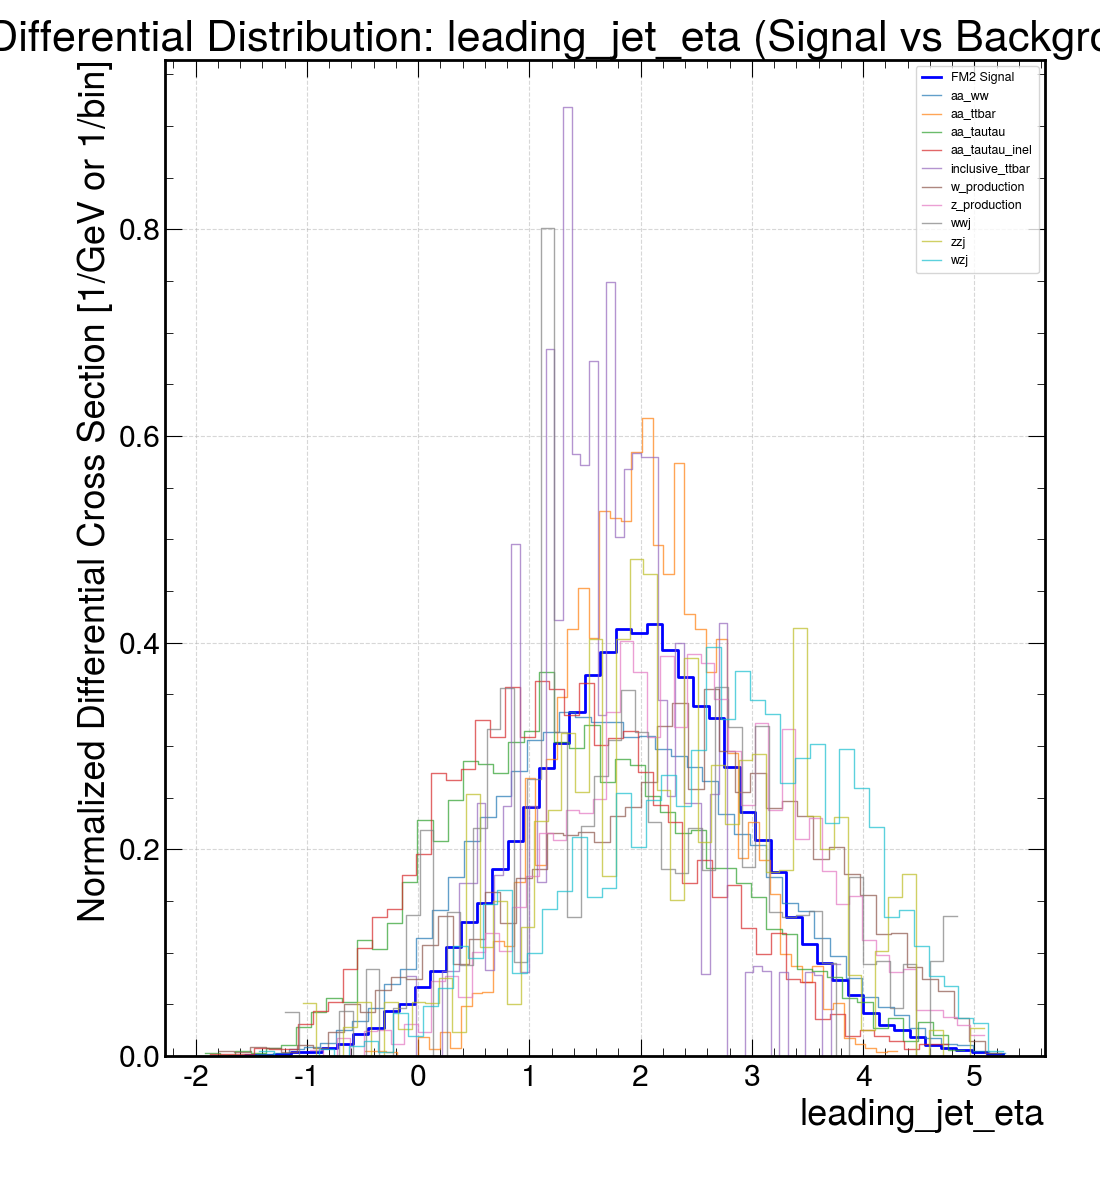 Differential Distribution: leading_jet_eta (Signal vs Backgro
Normalized Differential Cross Section [1/GeV or 1/bin]
FM2 Signal
aa_ww
aa_ttbar
aa_tautau
aa_tautau_inel
inclusive_ttbar
w_production
z_production
wwj
zzj
wzj
0.8
0.6
0.4
0.2
0.0
-2 -1 0 1 2 3 4 5
leading_jet_eta